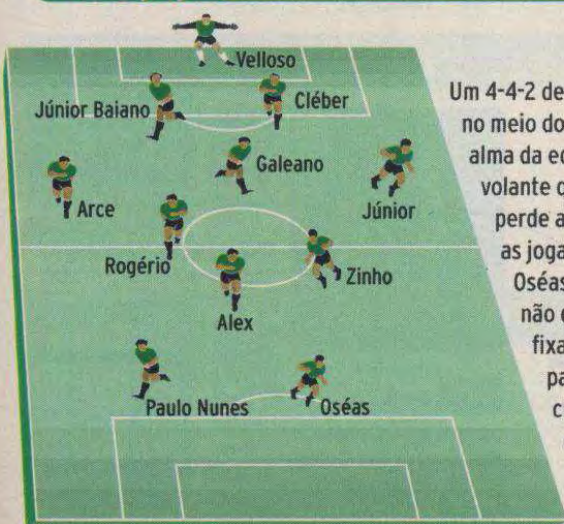 Velloso
Júnior Baiano
Cléber
Galeano
Arce
Júnior
Rogério
Zinho
Alex
Paulo Nunes
Oséas
Um 4-4-2 de
no meio do
alma da
volante
perde a
as joga
Oséas
não
fixa
pa